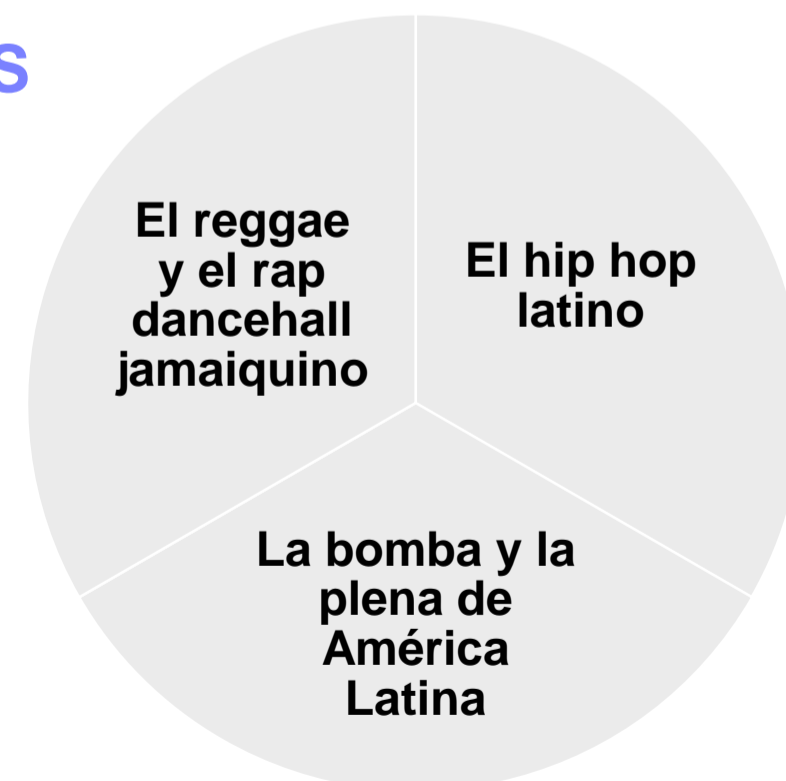 s
El reggae
y el rap
dancehall
jamaiquino
El hip hop
latino
La bomba y la
plena de
América
Latina